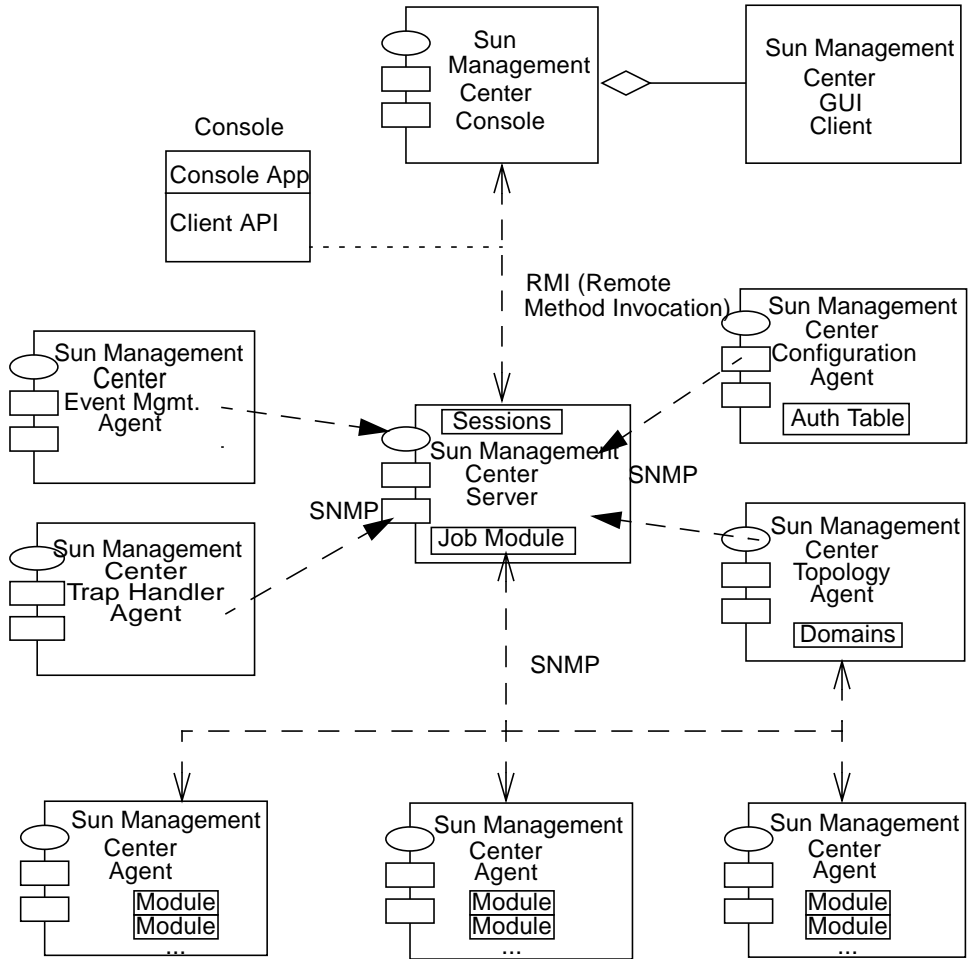 Sun
Management
Center
Console
Sun Management
Center
GUI
Client
Console
Console App
Client API
RMI (Remote
Method Invocation)
Sun Management
Center
Configuration
Agent
Auth Table
Sun Management
Center
Event Mgmt.
Agent
Sessions
Sun Management
Center
Server
Job Module
SNMP
SNMP
Sun Management
Center
Trap Handler
Agent
Sun Management
Center
Topology
Agent
Domains
SNMP
Sun Management
Center
Agent
Module
Module
...
Sun Management
Center
Agent
Module
Module
...
Sun Management
Center
Agent
Module
Module
...